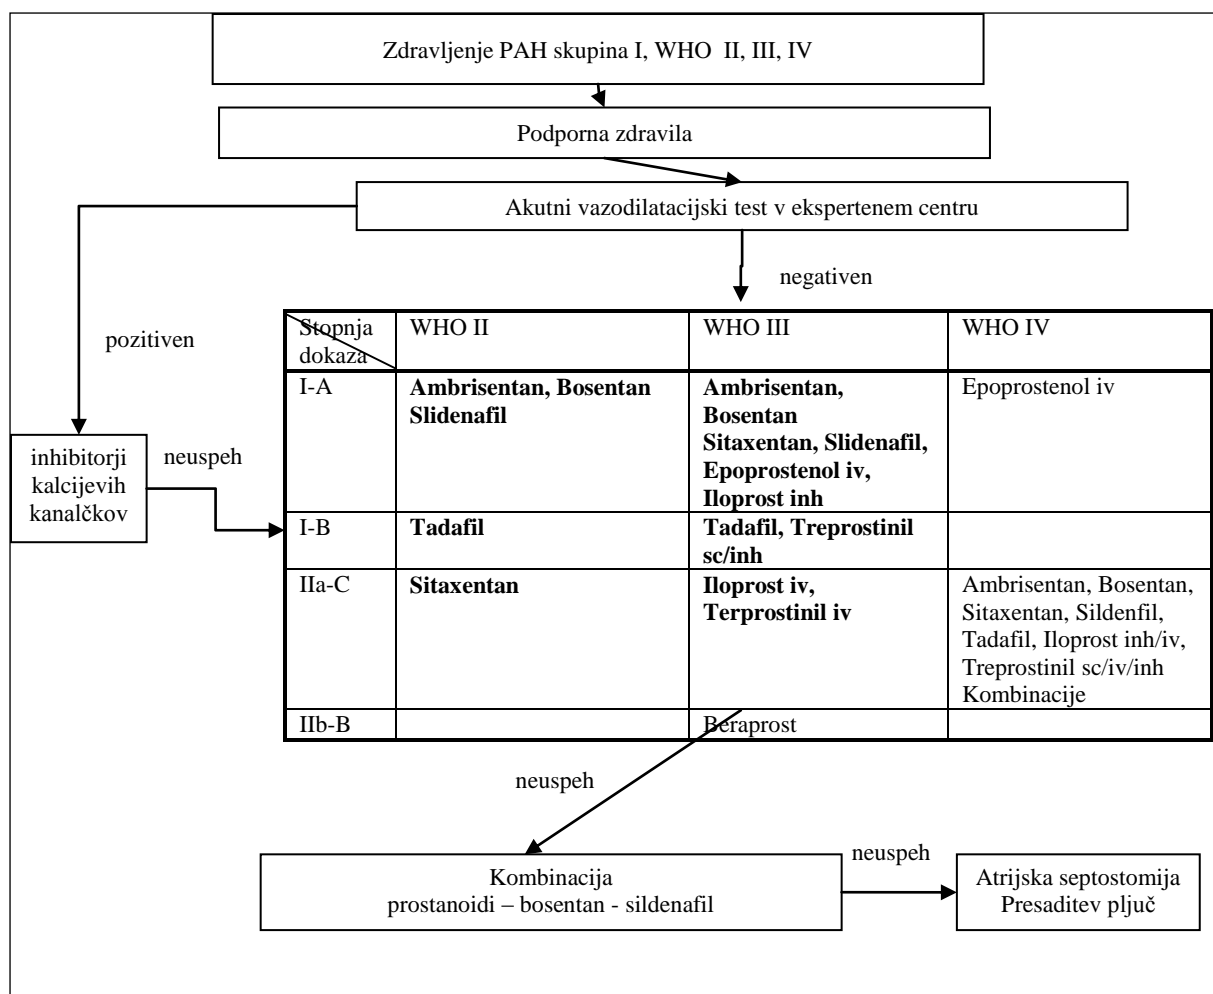 Zdravljenje PAH skupina I, WHO II, III, IV
Podporna zdravila
Akutni vazodilatacijski test v ekspertenem centru
negativen
pozitiven
Stopnja
dokaza
WHO II
WHO III
WHO IV
I-A
Ambrisentan, Bosentan
Slidenafil
Ambrisentan,
Bosentan
Sitaxentan, Slidenafil,
Epoprostenol iv,
Iloprost inh
Epoprostenol iv
inhibitorji
kalcijevih
kanalčkov
neuspeh
I-B
Tadafil
Tadafil, Treprostinil
sc/inh
IIa-C
Sitaxentan
Iloprost iv,
Terprostinil iv
Ambrisentan, Bosentan,
Sitaxentan, Sildenfil,
Tadafil, Iloprost inh/iv,
Treprostinil sc/iv/inh
Kombinacije
IIb-B
Beraprost
neuspeh
Kombinacija
prostanoidi – bosentan - sildenafil
neuspeh
Atrijska septostomija
Presaditev pljuč